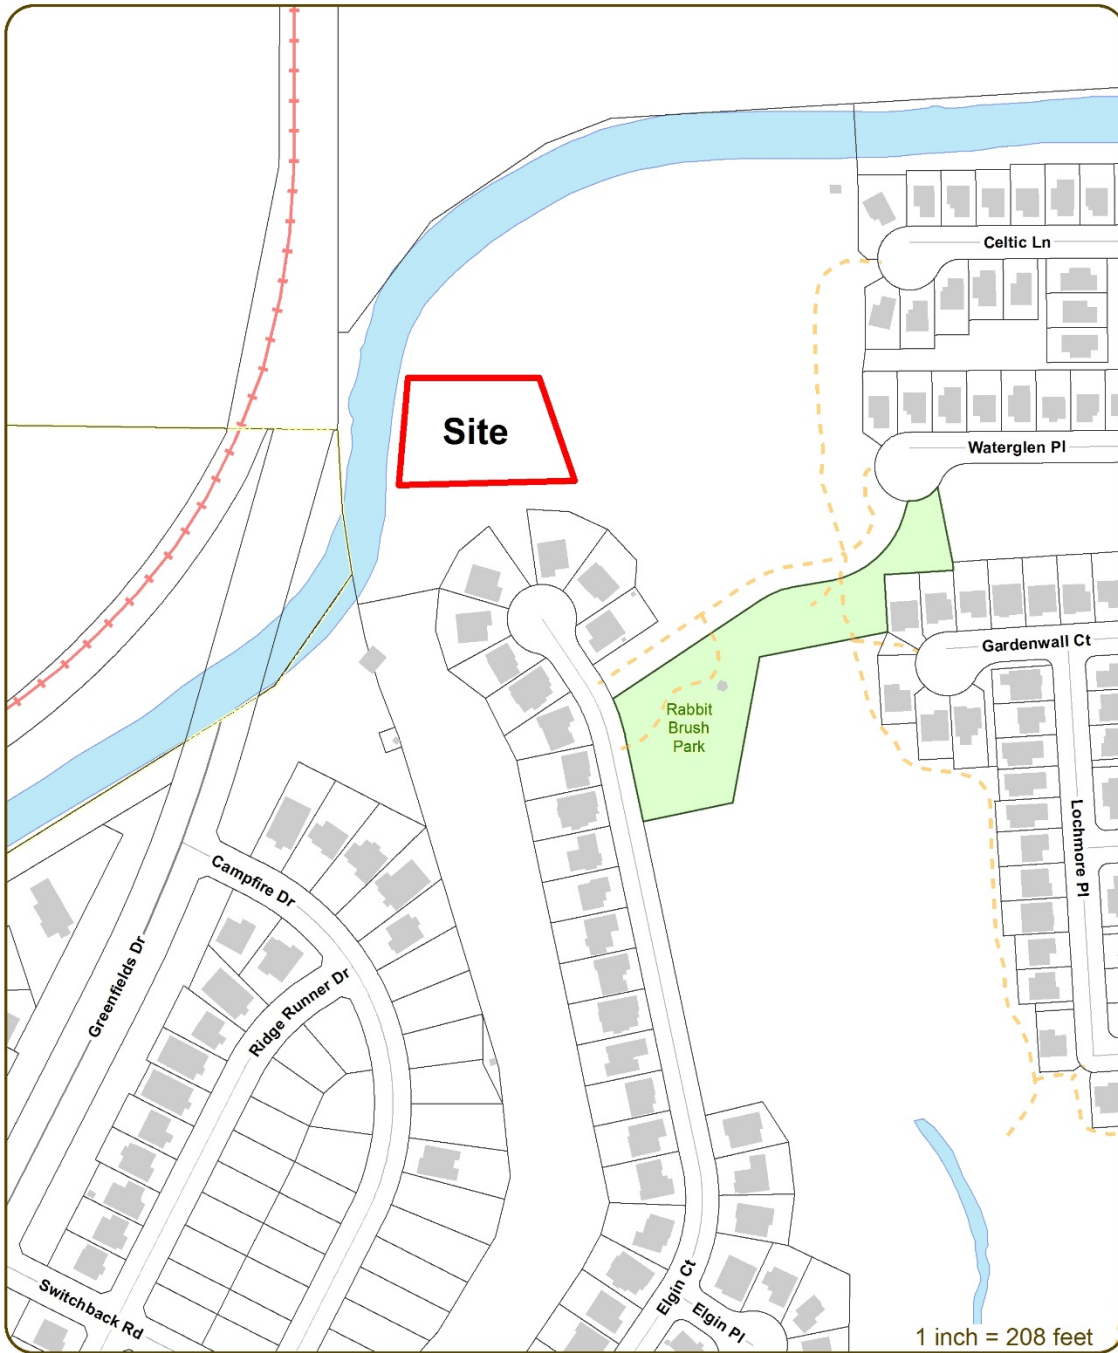 Celtic Ln
Site
Waterglen Pl
Gardenwall Ct
Rabbit
Brush
Park
Lochmore Pl
Campfire Dr
Greenfields Dr
Ridge Runner Dr
Switchback Rd
Elgin Ct
Elgin Pl
1 inch = 208 feet